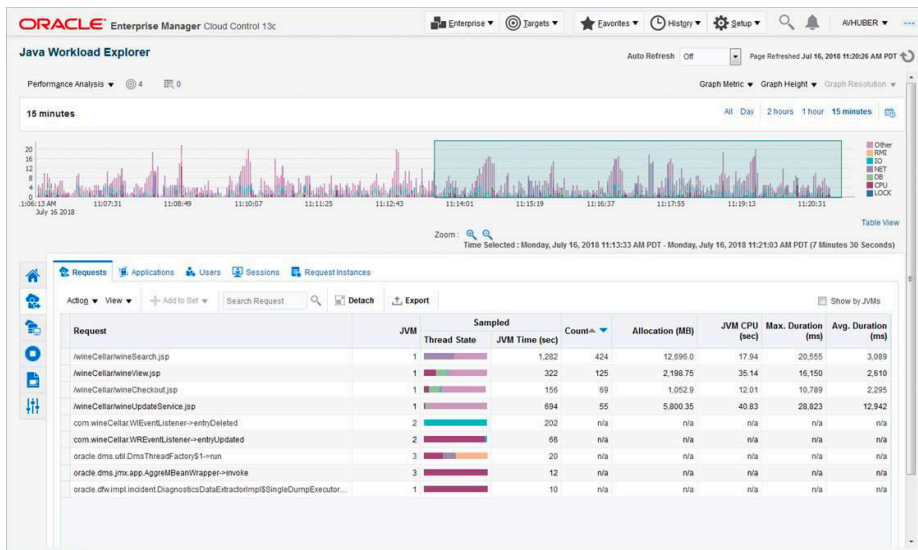 ORACLE® Enterprise Manager Cloud Control 13c
Enterprise Targets Favorites History Setup AVHUBER
Java Workload Explorer
Auto Refresh Off Page Refreshed Jul 16, 2018 11:20:26 AM PDT
Performance Analysis 4 0
Graph Metric Graph Height Graph Resolution
15 minutes
All Day 2 hours 1 hour 15 minutes
20
16
12
8
4
0
Other
RMI
IO
NET
DB
CPU
LOCK
1:06:13 AM 11:07:31 11:08:49 11:10:07 11:11:25 11:12:43 11:14:01 11:15:19 11:16:37 11:17:55 11:19:13 11:20:31
July 16 2018
Table View
Zoom :
Time Selected : Monday, July 16, 2018 11:13:33 AM PDT - Monday, July 16, 2018 11:21:03 AM PDT (7 Minutes 30 Seconds)
Requests Applications Users Sessions Request Instances
Action View Add to Set Search Request Detach Export Show by JVMs
Request JVM Sampled Count Allocation (MB) JVM CPU (sec) Max. Duration (ms) Avg. Duration (ms)
Thread State JVM Time (sec)
/wineCellar/wineSearch.jsp 1 1,282 424 12,696.0 17.94 20,555 3,089
/wineCellar/wineView.jsp 1 322 125 2,198.75 35.14 16,150 2,610
/wineCellar/wineCheckout.jsp 1 156 69 1,052.9 12.01 10,789 2,295
/wineCellar/wineUpdateService.jsp 1 694 55 5,800.35 40.83 28,823 12,942
com.wineCellar.WIEventListener->entryDeleted 2 202 n/a n/a n/a n/a n/a
com.wineCellar.WREventListener->entryUpdated 2 66 n/a n/a n/a n/a n/a
oracle.dms.util.DmsThreadFactory$1->run 3 20 n/a n/a n/a n/a n/a
oracle.dms.jmx.app.AggreMBeanWrapper->invoke 3 12 n/a n/a n/a n/a n/a
oracle.dfw.impl.incident.DiagnosticsDataExtractorImpl$SingleDumpExecutor... 1 10 n/a n/a n/a n/a n/a